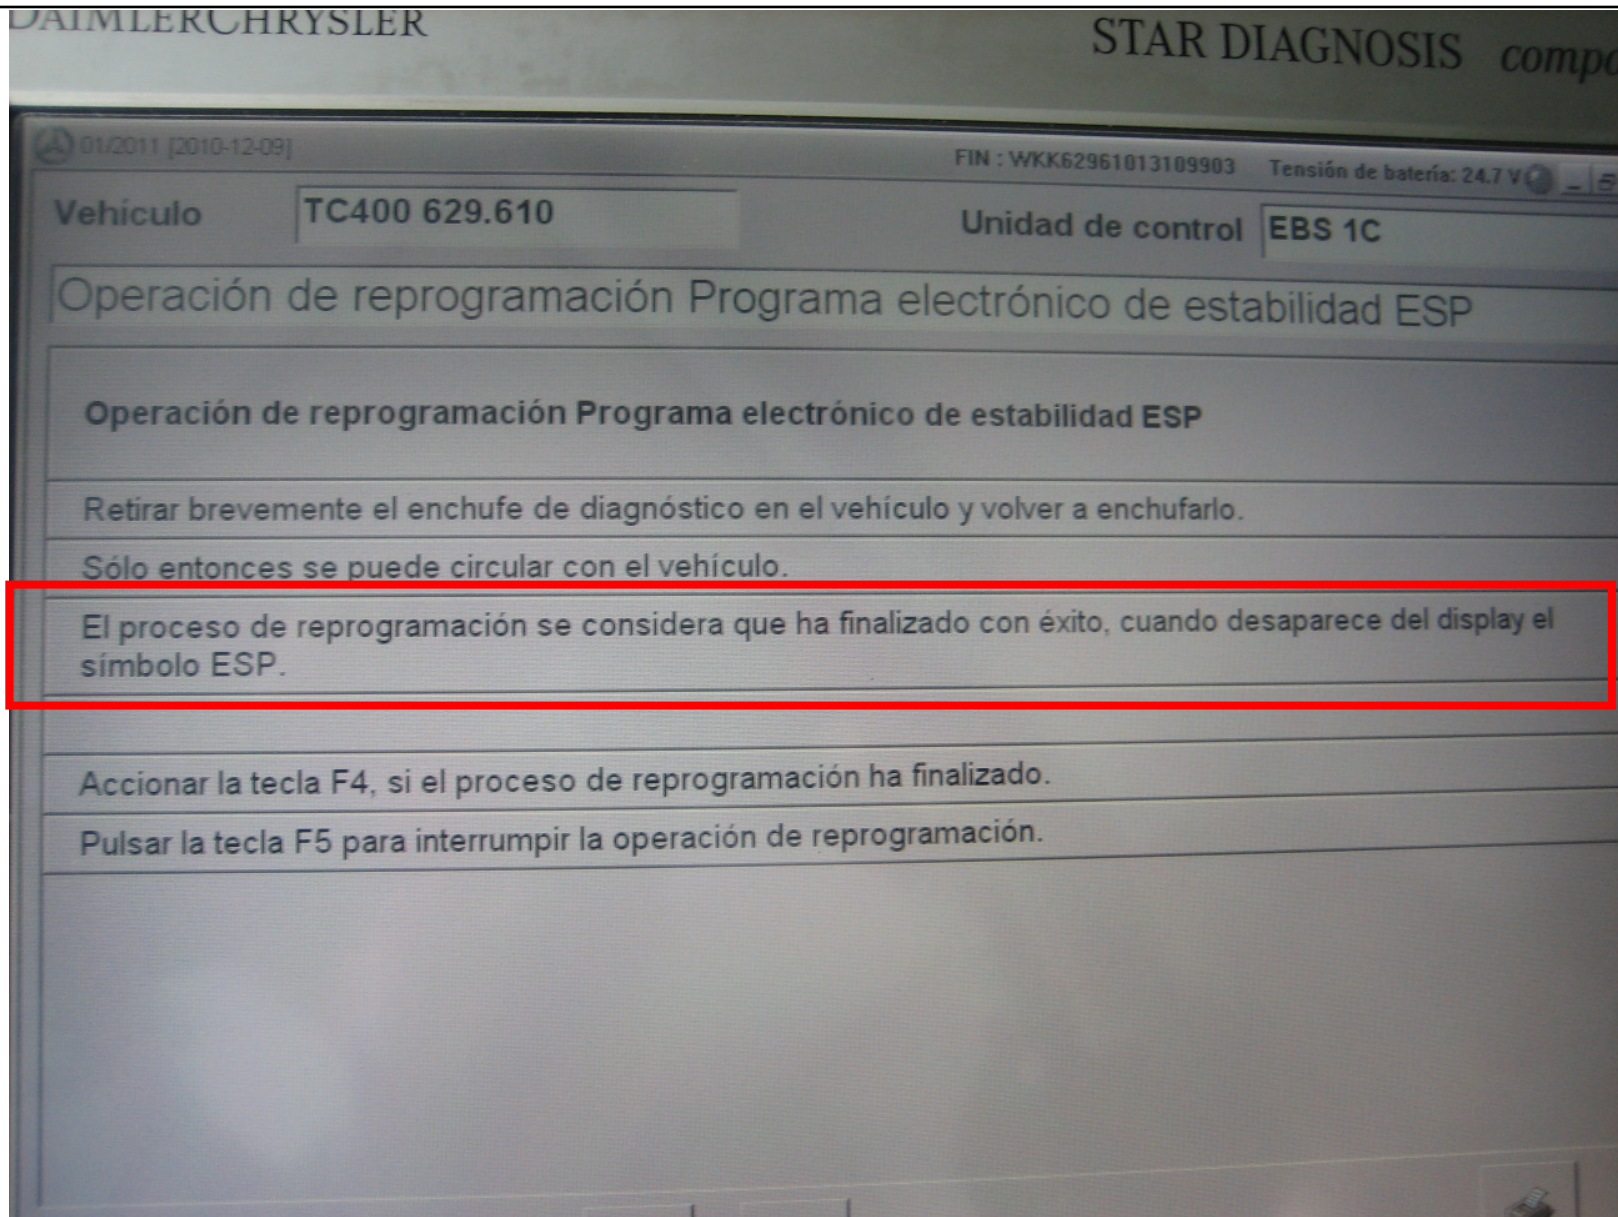 DAIMLERCHRYSLER
STAR DIAGNOSIS
01/2011 [2010-12-09]
FIN : WKK62961013109903 Tensión de batería: 24.7 V
Vehículo TC400 629.610 Unidad de control EBS 1C
Operación de reprogramación Programa electrónico de estabilidad ESP
Operación de reprogramación Programa electrónico de estabilidad ESP
Retirar brevemente el enchufe de diagnóstico en el vehículo y volver a enchufarlo.
Sólo entonces se puede circular con el vehículo.
El proceso de reprogramación se considera que ha finalizado con éxito, cuando desaparece del display el
símbolo ESP.
Accionar la tecla F4, si el proceso de reprogramación ha finalizado.
Pulsar la tecla F5 para interrumpir la operación de reprogramación.